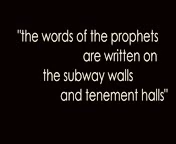 "the words of the prophets
are written on
the subway walls
and tenement halls"